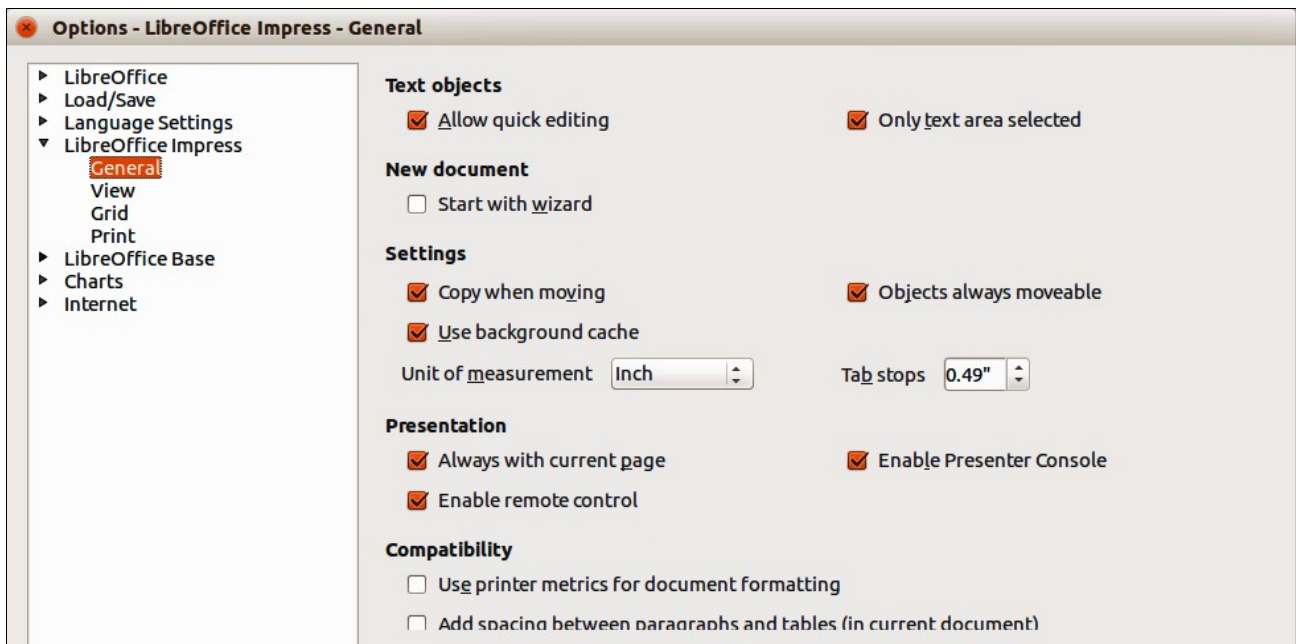 Options - LibreOffice Impress - General
LibreOffice
Load/Save
Language Settings
LibreOffice Impress
General
View
Grid
Print
LibreOffice Base
Charts
Internet
Text objects
Allow quick editing
Only text area selected
New document
Start with wizard
Settings
Copy when moving
Objects always moveable
Use background cache
Unit of measurement Inch
Tab stops 0.49"
Presentation
Always with current page
Enable Presenter Console
Enable remote control
Compatibility
Use printer metrics for document formatting
Add spacing between paragraphs and tables (in current document)